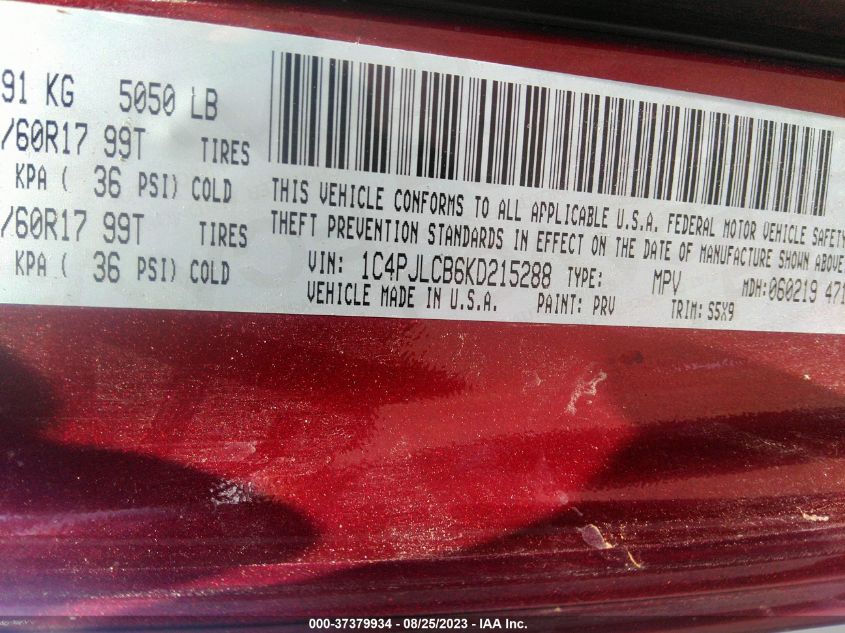 91 KG 5050 LB
/60R17 99T TIRES
KPA ( 36 PSI) COLD
/60R17 99T TIRES
KPA ( 36 PSI) COLD
THIS VEHICLE CONFORMS TO ALL APPLICABLE U.S.A. FEDERAL MOTOR VEHICLE SAFETY
THEFT PREVENTION STANDARDS IN EFFECT ON THE DATE OF MANUFACTURE SHOWN ABOVE
VIN: 1C4PJLCB6KD215288 TYPE: MPV MDH:060219 471
VEHICLE MADE IN U.S.A. PAINT: PRV TRIM: S5X9
000-37379934 - 08/25/2023 - IAA Inc.